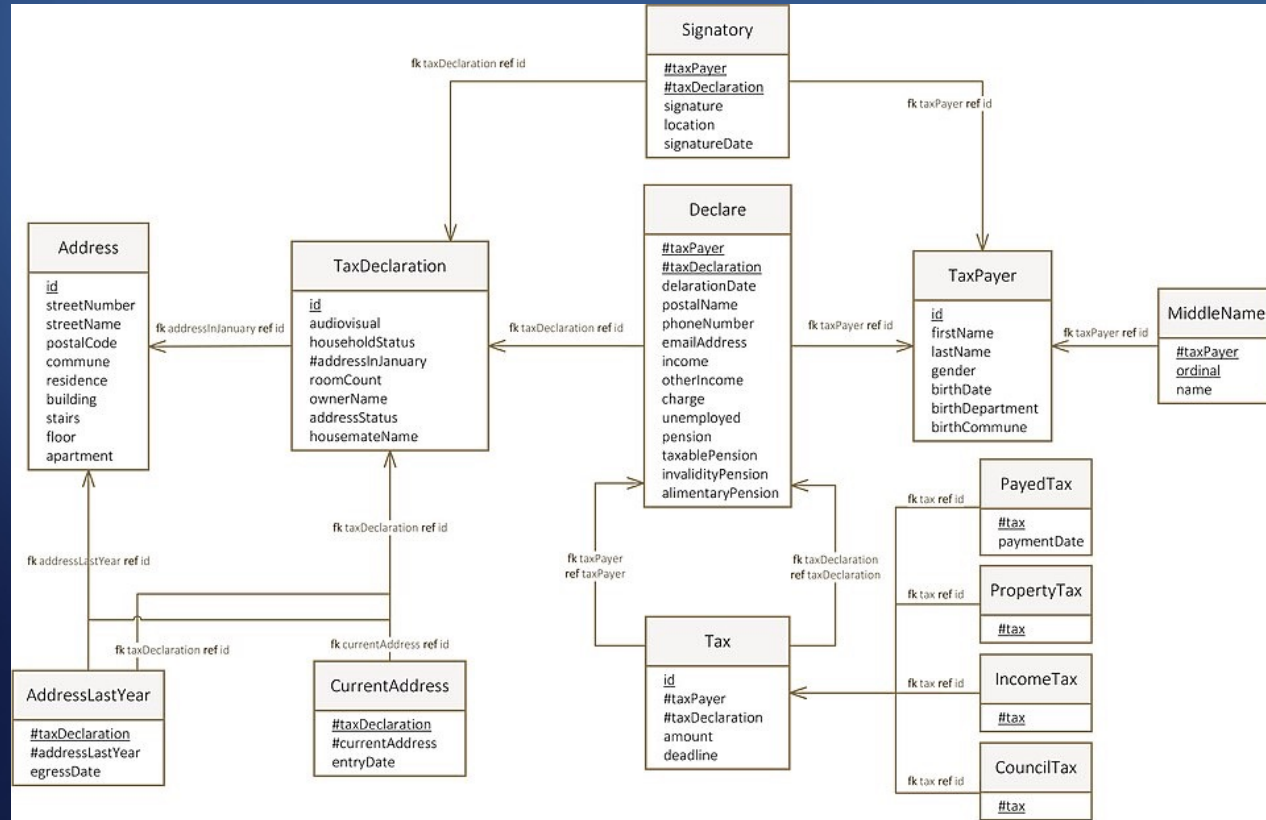 Signatory
#taxPayer
#taxDeclaration
signature
location
signatureDate
fk taxDeclaration ref id
fk taxPayer ref id
Address
id
streetNumber
streetName
postalCode
commune
residence
building
stairs
floor
apartment
fk addressInJanuary ref id
TaxDeclaration
id
audiovisual
householdStatus
#addressInJanuary
roomCount
ownerName
addressStatus
housemateName
fk taxDeclaration ref id
Declare
#taxPayer
#taxDeclaration
delarationDate
postalName
phoneNumber
emailAddress
income
otherIncome
charge
unemployed
pension
taxablePension
invalidityPension
alimentaryPension
fk taxPayer ref id
TaxPayer
id
firstName
lastName
gender
birthDate
birthDepartment
birthCommune
fk taxPayer ref id
MiddleName
#taxPayer
ordinal
name
fk addressLastYear ref id
fk taxDeclaration ref id
fk taxDeclaration ref id
fk currentAddress ref id
AddressLastYear
#taxDeclaration
#addressLastYear
egressDate
CurrentAddress
#taxDeclaration
#currentAddress
entryDate
fk taxPayer
ref taxPayer
fk taxDeclaration
ref taxDeclaration
Tax
id
#taxPayer
#taxDeclaration
amount
deadline
fk tax ref id
PayedTax
#tax
paymentDate
fk tax ref id
PropertyTax
#tax
fk tax ref id
IncomeTax
#tax
fk tax ref id
CouncilTax
#tax